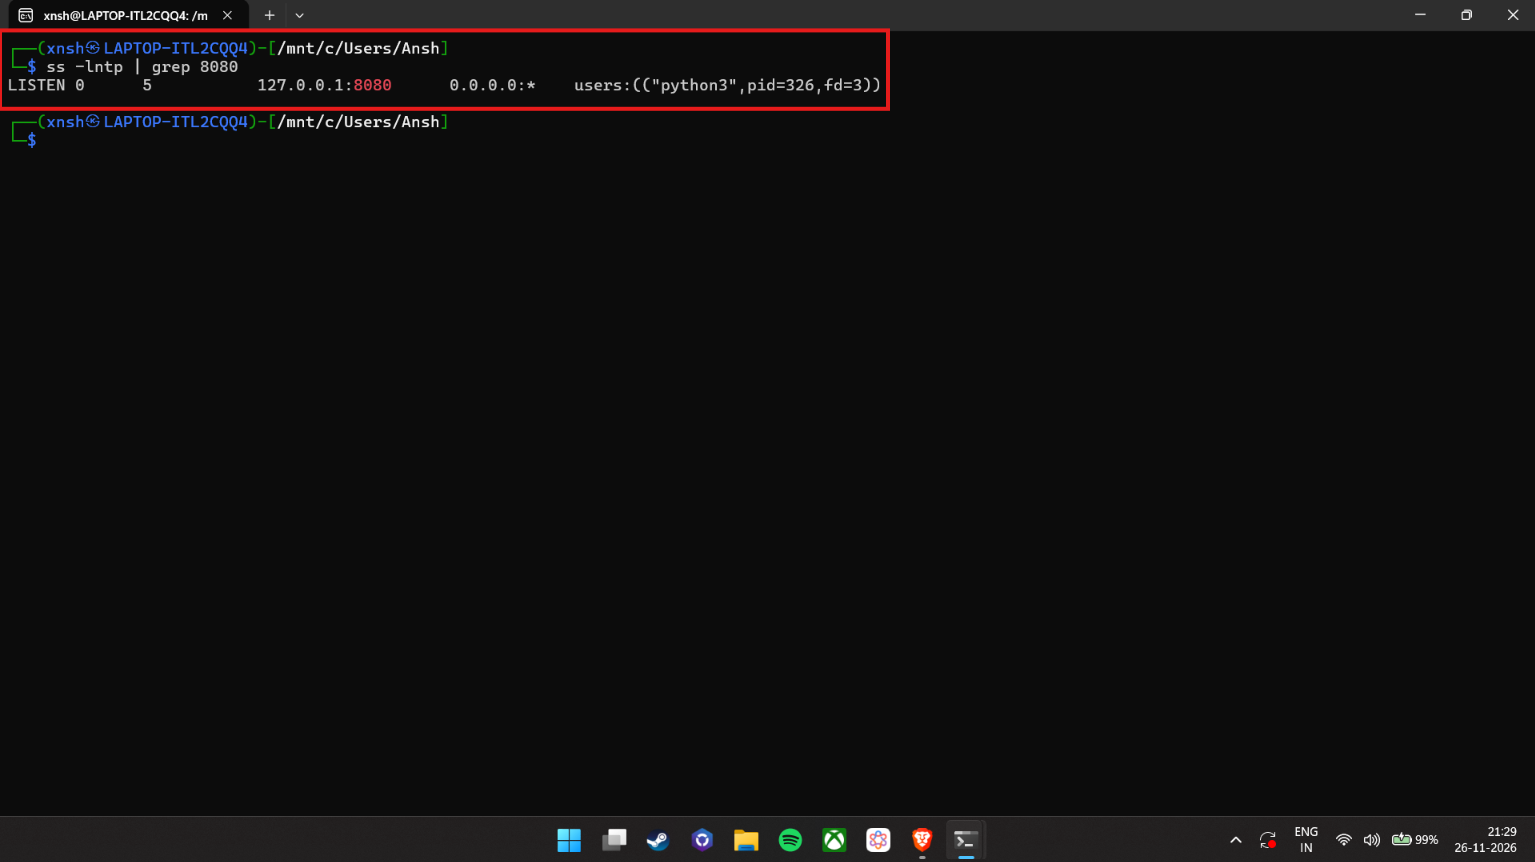 xnsh@LAPTOP-ITL2CQQ4: /m
┌──(xnsh㉿LAPTOP-ITL2CQQ4)-[/mnt/c/Users/Ansh]
└─$ ss -lntp | grep 8080
LISTEN 0      5           127.0.0.1:8080      0.0.0.0:*    users:(("python3",pid=326,fd=3))
┌──(xnsh㉿LAPTOP-ITL2CQQ4)-[/mnt/c/Users/Ansh]
└─$
ENG
IN
99%
21:29
26-11-2026